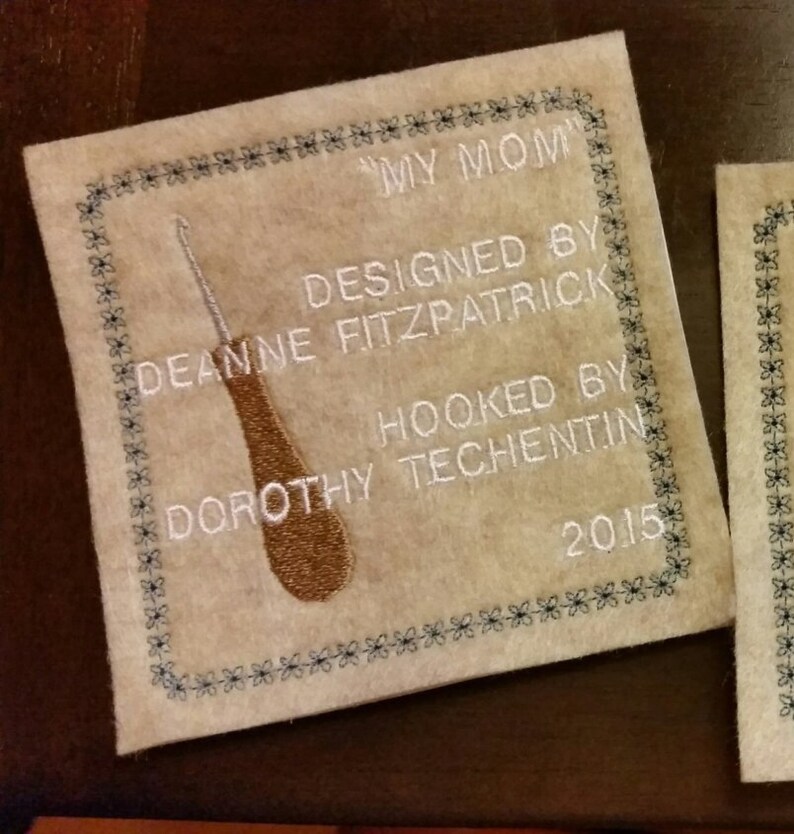 "MY MOM"
DESIGNED BY
DEANNE FITZPATRICK
HOOKED BY
DOROTHY TECHENTIN
2015